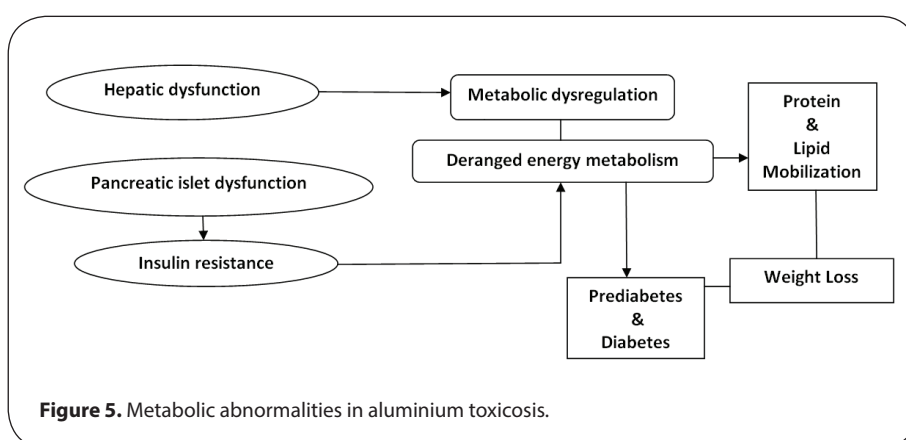 Hepatic dysfunction
Metabolic dysregulation
Protein
&
Lipid
Mobilization
Deranged energy metabolism
Pancreatic islet dysfunction
Insulin resistance
Weight Loss
Prediabetes
&
Diabetes
Figure 5. Metabolic abnormalities in aluminium toxicosis.